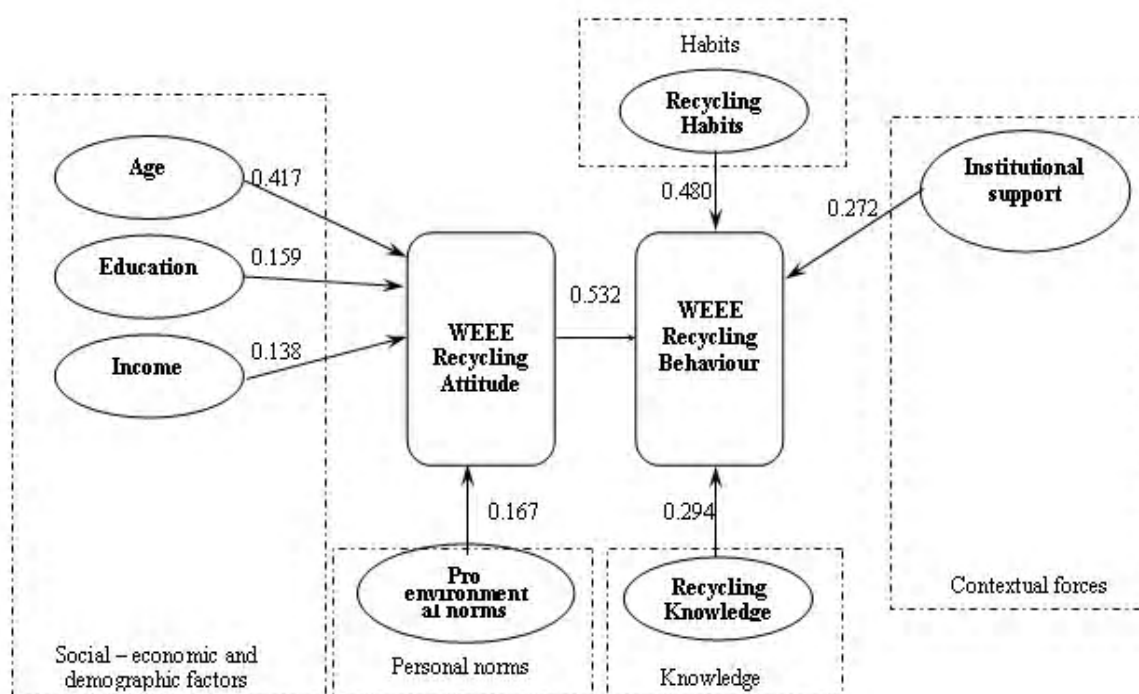 Habits
Recycling
Habits
Age
0.417
Institutional
support
0.480
0.272
Education
0.159
0.532
WEEE
Recycling
Attitude
WEEE
Recycling
Behaviour
Income
0.138
0.167
0.294
Pro
environment
al norms
Recycling
Knowledge
Contextual forces
Social – economic and
demographic factors
Personal norms
Knowledge